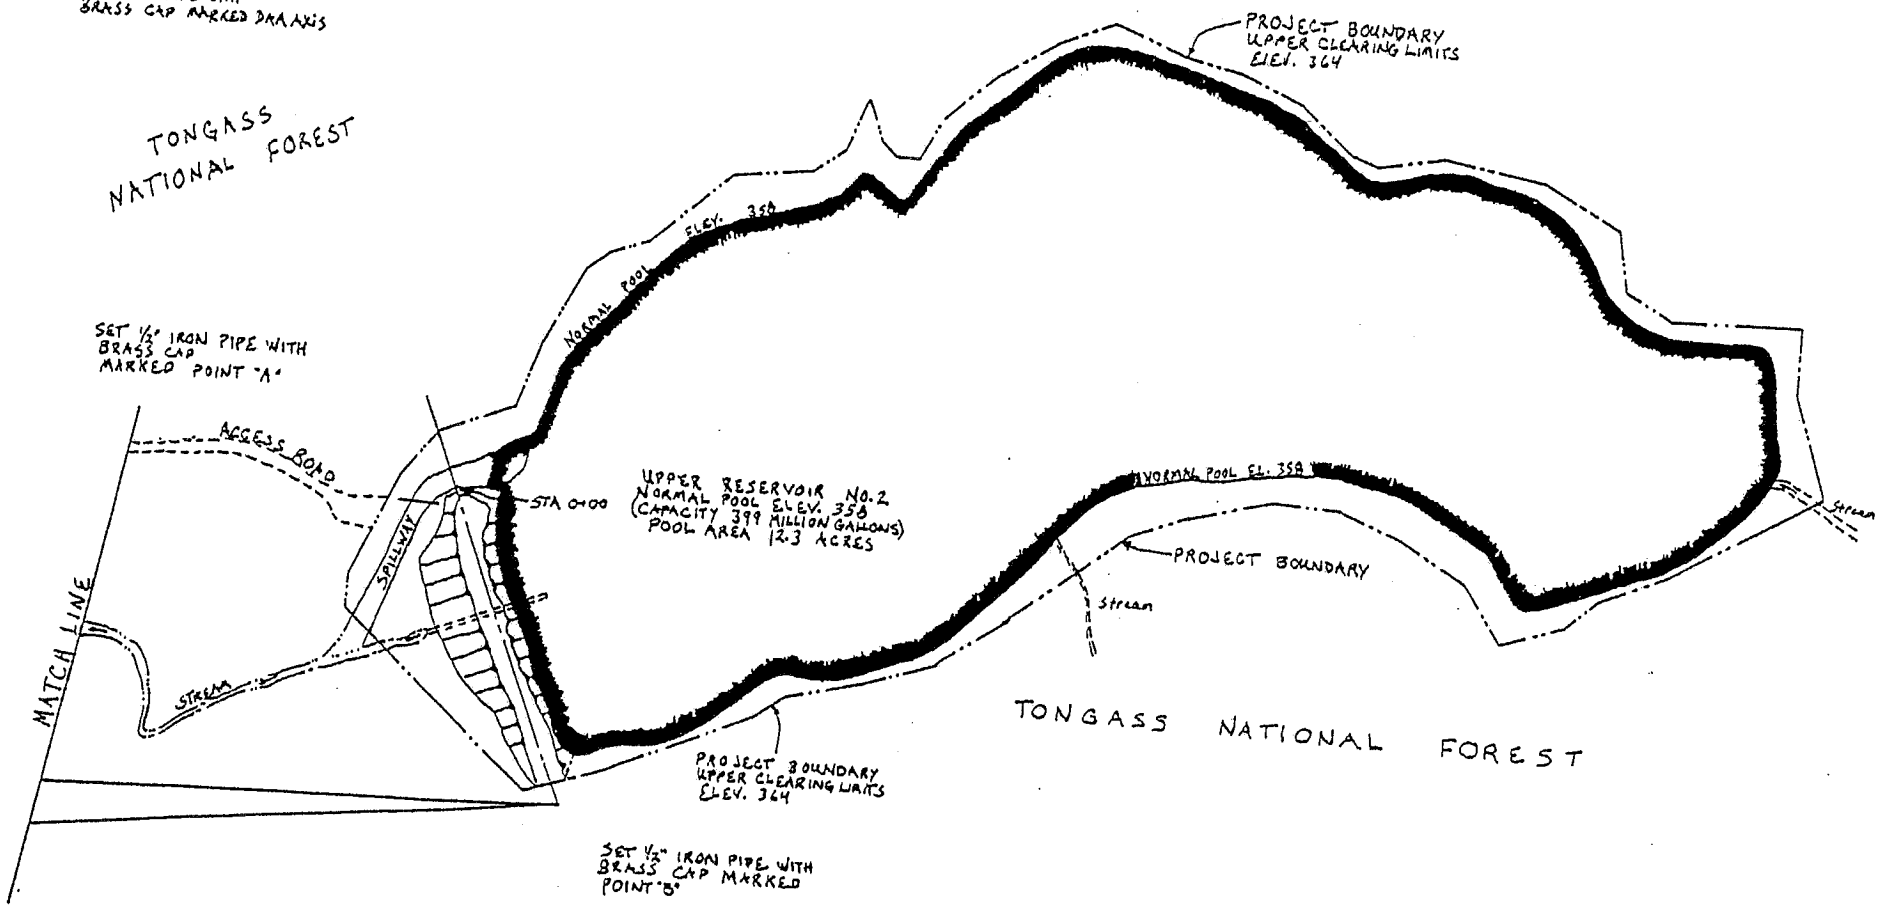 BRASS CAP MARKED DAM AXIS
PROJECT BOUNDARY
UPPER CLEARING LIMITS
ELEV. 364
TONGASS
NATIONAL FOREST
NORMAL POOL ELEV. 358
SET 1/2" IRON PIPE WITH
BRASS CAP
MARKED POINT "A"
ACCESS ROAD
UPPER RESERVOIR NO.2
NORMAL POOL ELEV. 358
(CAPACITY 399 MILLION GALLONS)
POOL AREA 12.3 ACRES
STA 0+00
NORMAL POOL EL. 358
Stream
SPILLWAY
PROJECT BOUNDARY
Stream
MATCH LINE
STREAM
TONGASS NATIONAL FOREST
PROJECT BOUNDARY
UPPER CLEARING LIMITS
ELEV. 364
SET 1/2" IRON PIPE WITH
BRASS CAP MARKED
POINT "B"